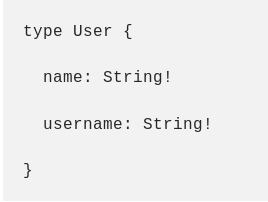 type User {
name: String!
username: String!
}